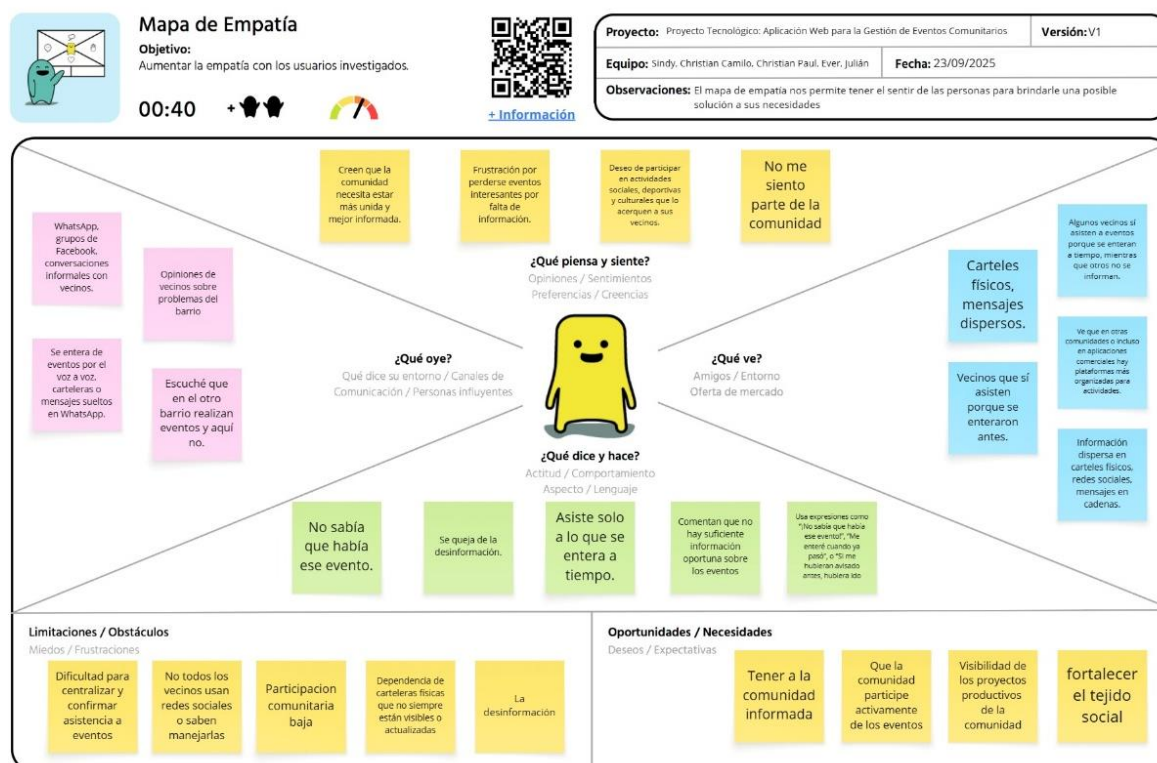 Mapa de Empatía
Objetivo:
Aumentar la empatía con los usuarios investigados.
00:40
+
+ Información
Proyecto: Proyecto Tecnológico: Aplicación Web para la Gestión de Eventos Comunitarios
Versión: V1
Equipo: Sindy, Christian Camilo, Christian Paul, Ever, Julián
Fecha: 23/09/2025
Observaciones: El mapa de empatía nos permite tener el sentir de las personas para brindarle una posible
solución a sus necesidades
Creen que la
comunidad
necesita estar
más unida y
mejor informada.
Frustración por
perderse eventos
interesantes por
falta de
información.
Deseo de participar
en actividades
sociales, deportivas
y culturales que lo
acerquen a sus
vecinos.
No me
siento
parte de la
comunidad
¿Qué piensa y siente?
Opiniones / Sentimientos
Preferencias / Creencias
WhatsApp,
grupos de
Facebook,
conversaciones
informales con
vecinos.
Opiniones de
vecinos sobre
problemas del
barrio
Se entera de
eventos por el
voz a voz,
carteleras o
mensajes sueltos
en WhatsApp.
Escuché que
en el otro
barrio realizan
eventos y aquí
no.
¿Qué oye?
Qué dice su entorno / Canales de
Comunicación / Personas influyentes
¿Qué ve?
Amigos / Entorno
Oferta de mercado
Carteles
físicos,
mensajes
dispersos.
Algunos vecinos sí
asisten a eventos
porque se enteran
a tiempo, mientras
que otros no se
informan.
Vecinos que sí
asisten
porque se
enteraron
antes.
Ve que en otras
comunidades o incluso
en aplicaciones
comerciales hay
plataformas más
organizadas para
actividades.
Información
dispersa en
carteles físicos,
redes sociales,
mensajes en
cadenas.
¿Qué dice y hace?
Actitud / Comportamiento
Aspecto / Lenguaje
No sabía
que había
ese evento.
Se queja de la
desinformación.
Asiste solo
a lo que se
entera a
tiempo.
Comentan que no
hay suficiente
información
oportuna sobre
los eventos
Usa expresiones como
"¡No sabía que había
ese evento!", "Me
enteré cuando ya
pasó", o "Si me
hubieran avisado
antes, hubiera ido
Limitaciones / Obstáculos
Miedos / Frustraciones
Dificultad para
centralizar y
confirmar
asistencia a
eventos
No todos los
vecinos usan
redes sociales
o saben
manejarlas
Participacion
comunitaria
baja
Dependencia de
carteleras físicas
que no siempre
están visibles o
actualizadas
La
desinformación
Oportunidades / Necesidades
Deseos / Expectativas
Tener a la
comunidad
informada
Que la
comunidad
participe
activamente
de los eventos
Visibilidad de
los proyectos
productivos
de la
comunidad
fortalecer
el tejido
social